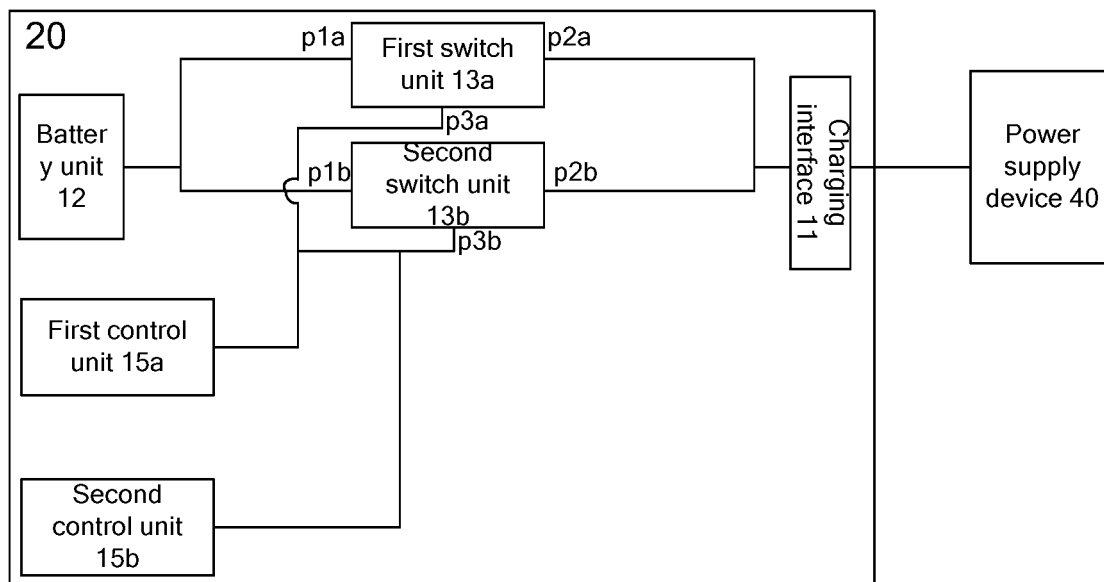 20
p1a
First switch
unit 13a
p2a
p3a
Batter
y unit
12
p1b
Second
switch unit
13b
p2b
p3b
Charging
interface 11
Power
supply
device 40
First control
unit 15a
Second
control unit
15b